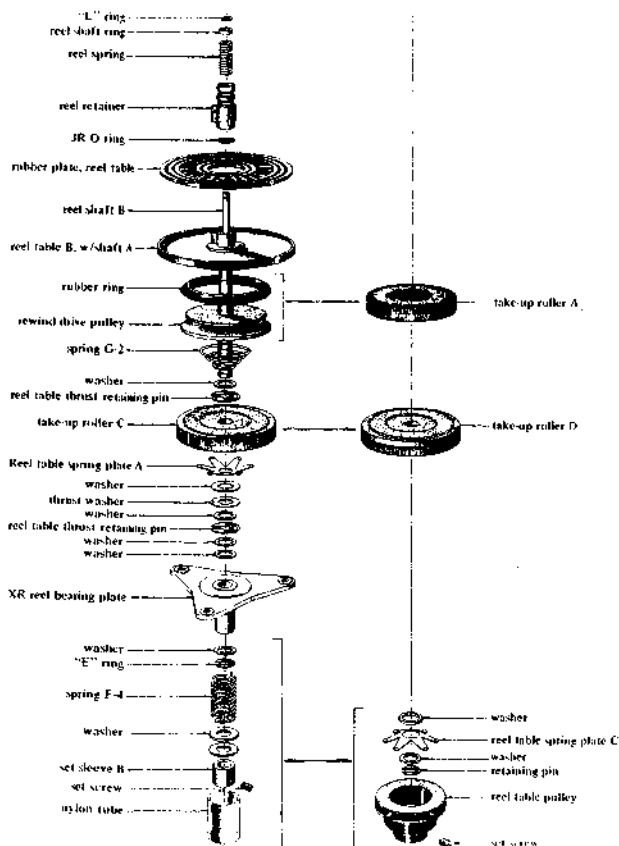 "E" ring
reel shaft ring
reel spring
reel retainer
JR O ring
rubber plate, reel table
reel shaft B
reel table B, w/shaft A
rubber ring
take-up roller A
rewind drive pulley
spring G-2
washer
reel table thrust retaining pin
take-up roller C
take-up roller D
Reel table spring plate A
washer
thrust washer
washer
reel table thrust retaining pin
washer
washer
XR reel bearing plate
washer
"E" ring
spring F-4
washer
set sleeve B
set screw
nylon tube
washer
reel table spring plate C
washer
retaining pin
reel table pulley
set screw